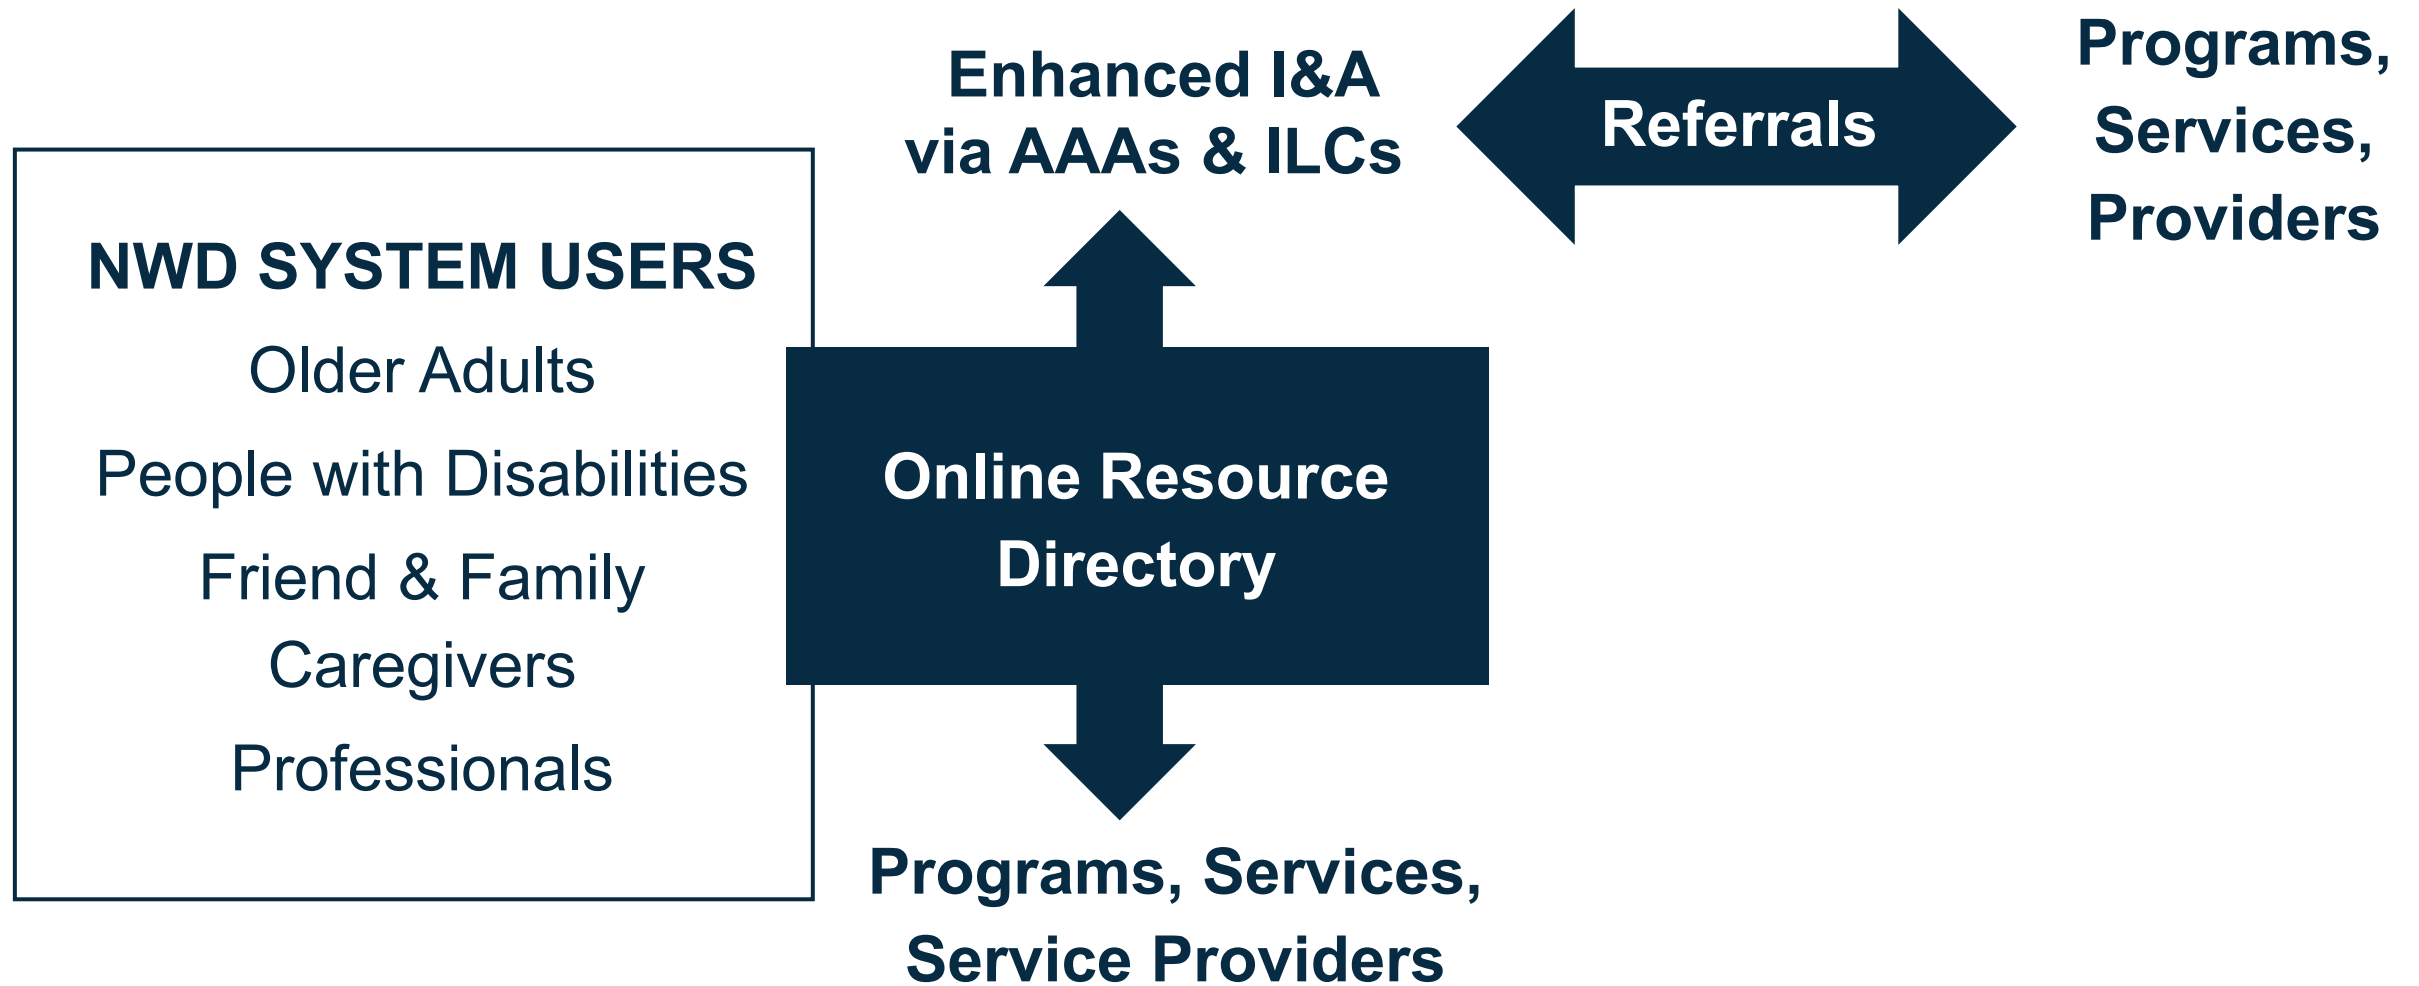 NWD SYSTEM USERS
Older Adults
People with Disabilities
Friend & Family
Caregivers
Professionals
Enhanced I&A
via AAAs & ILCs
Referrals
Programs,
Services,
Providers
Online Resource
Directory
Programs, Services,
Service Providers